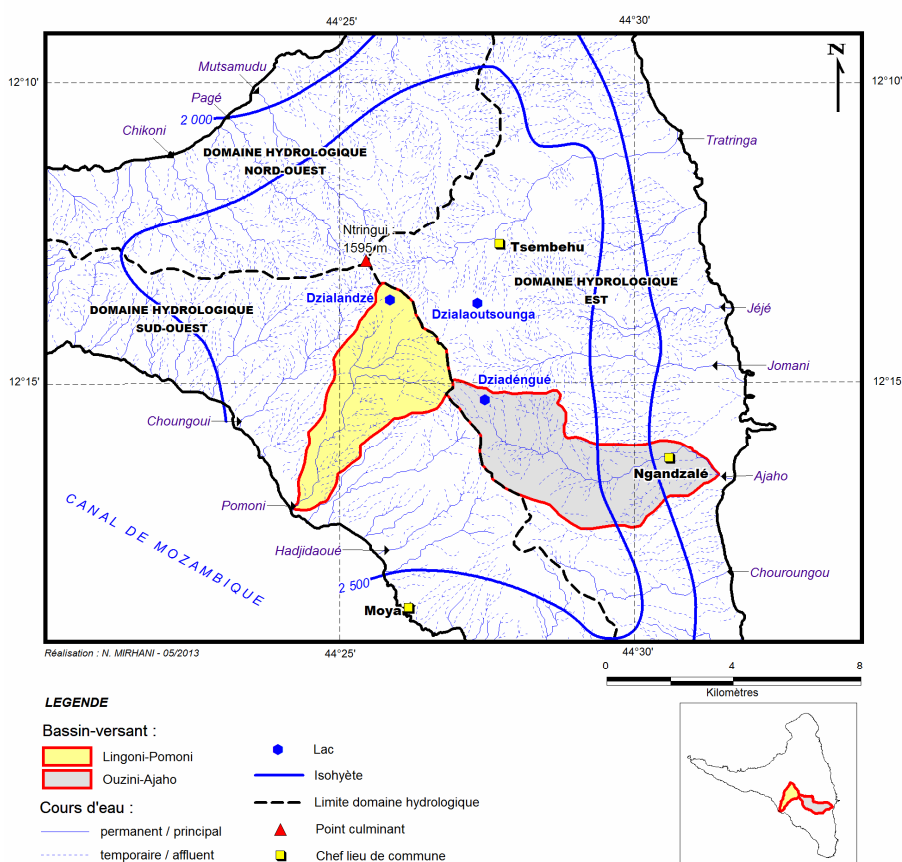 44°25'
44°30'
12°10'
12°10'
N
Mutsamudu
Pagé
2 000
Chikoni
DOMAINE HYDROLOGIQUE
NORD-OUEST
Tratringa
Ntringui
1595 m
Tsembehu
DOMAINE HYDROLOGIQUE
EST
Dzialandzé
Dzialaoutsounga
DOMAINE HYDROLOGIQUE
SUD-OUEST
Jéjé
Jomani
12°15'
12°15
Dziadéngué
Choungoui
Ngandzalé
Ajaho
Pomoni
CANAL DE MOZAMBIQUE
Hadjidaoué
Chouroungou
2 500
Moya
Réalisation : N. MIRHANI - 05/2013
44°25'
44°30'
0 4 8
Kilomètres
LEGENDE
Bassin-versant :
Lingoni-Pomoni
Ouzini-Ajaho
Cours d'eau :
permanent / principal
temporaire / affluent
Lac
Isohyète
Limite domaine hydrologique
Point culminant
Chef lieu de commune